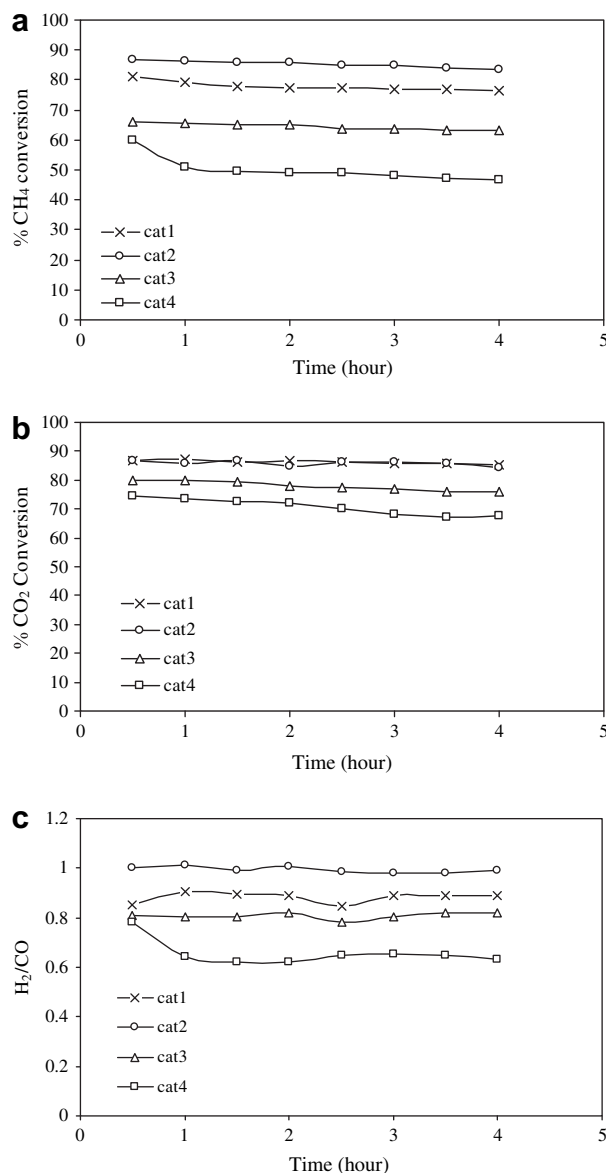 a
100
90
80
70
60
50
40
30
20
10
0
% CH₄ conversion
cat1
cat2
cat3
cat4
0 1 2 3 4 5
Time (hour)
b
100
90
80
70
60
50
40
30
20
10
0
% CO₂ Conversion
cat1
cat2
cat3
cat4
0 1 2 3 4 5
Time (hour)
c
1.2
1
0.8
0.6
0.4
0.2
0
H₂/CO
cat1
cat2
cat3
cat4
0 1 2 3 4 5
Time (hour)